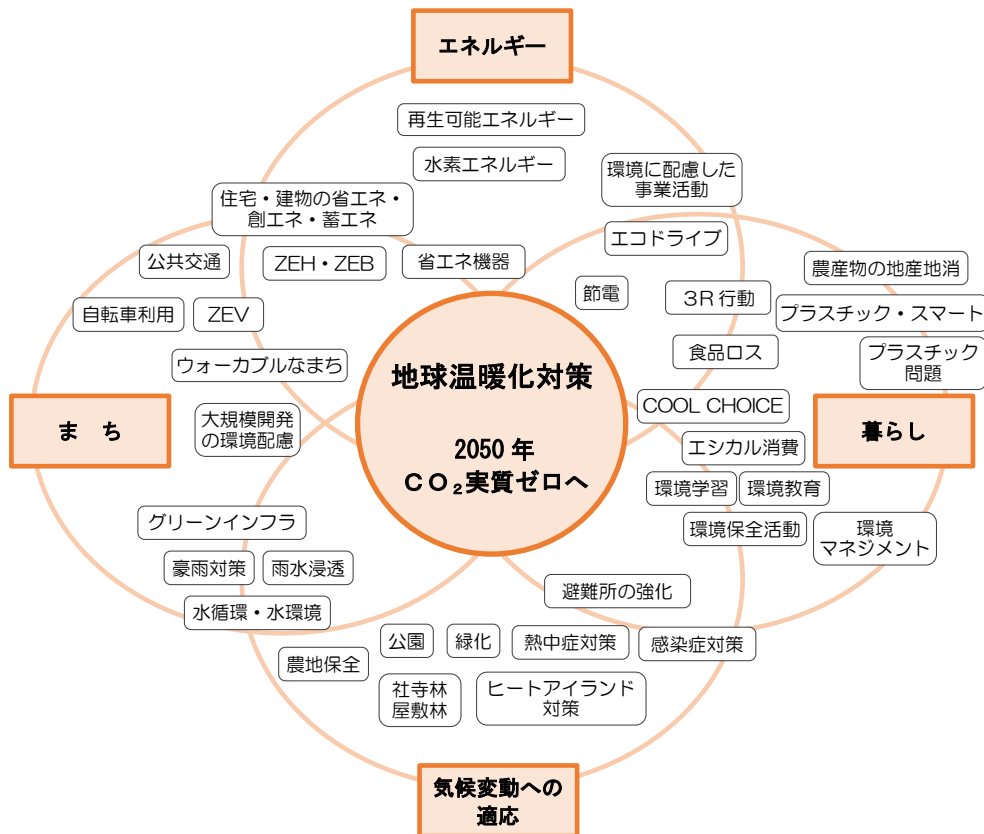 エネルギー
再生可能エネルギー
水素エネルギー
環境に配慮した
事業活動
住宅・建物の省エネ・
創エネ・蓄エネ
エコドライブ
公共交通
ZEH・ZEB
省エネ機器
農産物の地産地消
節電
3R行動
自転車利用
ZEV
プラスチック・スマート
ウォーカブルなまち
食品ロス
プラスチック
問題
地球温暖化対策
2050年
CO₂実質ゼロへ
まち
大規模開発
の環境配慮
COOL CHOICE
暮らし
エシカル消費
環境学習
環境教育
グリーンインフラ
環境保全活動
環境
マネジメント
豪雨対策
雨水浸透
避難所の強化
水循環・水環境
公園
緑化
熱中症対策
感染症対策
農地保全
社寺林
屋敷林
ヒートアイランド
対策
気候変動への
適応